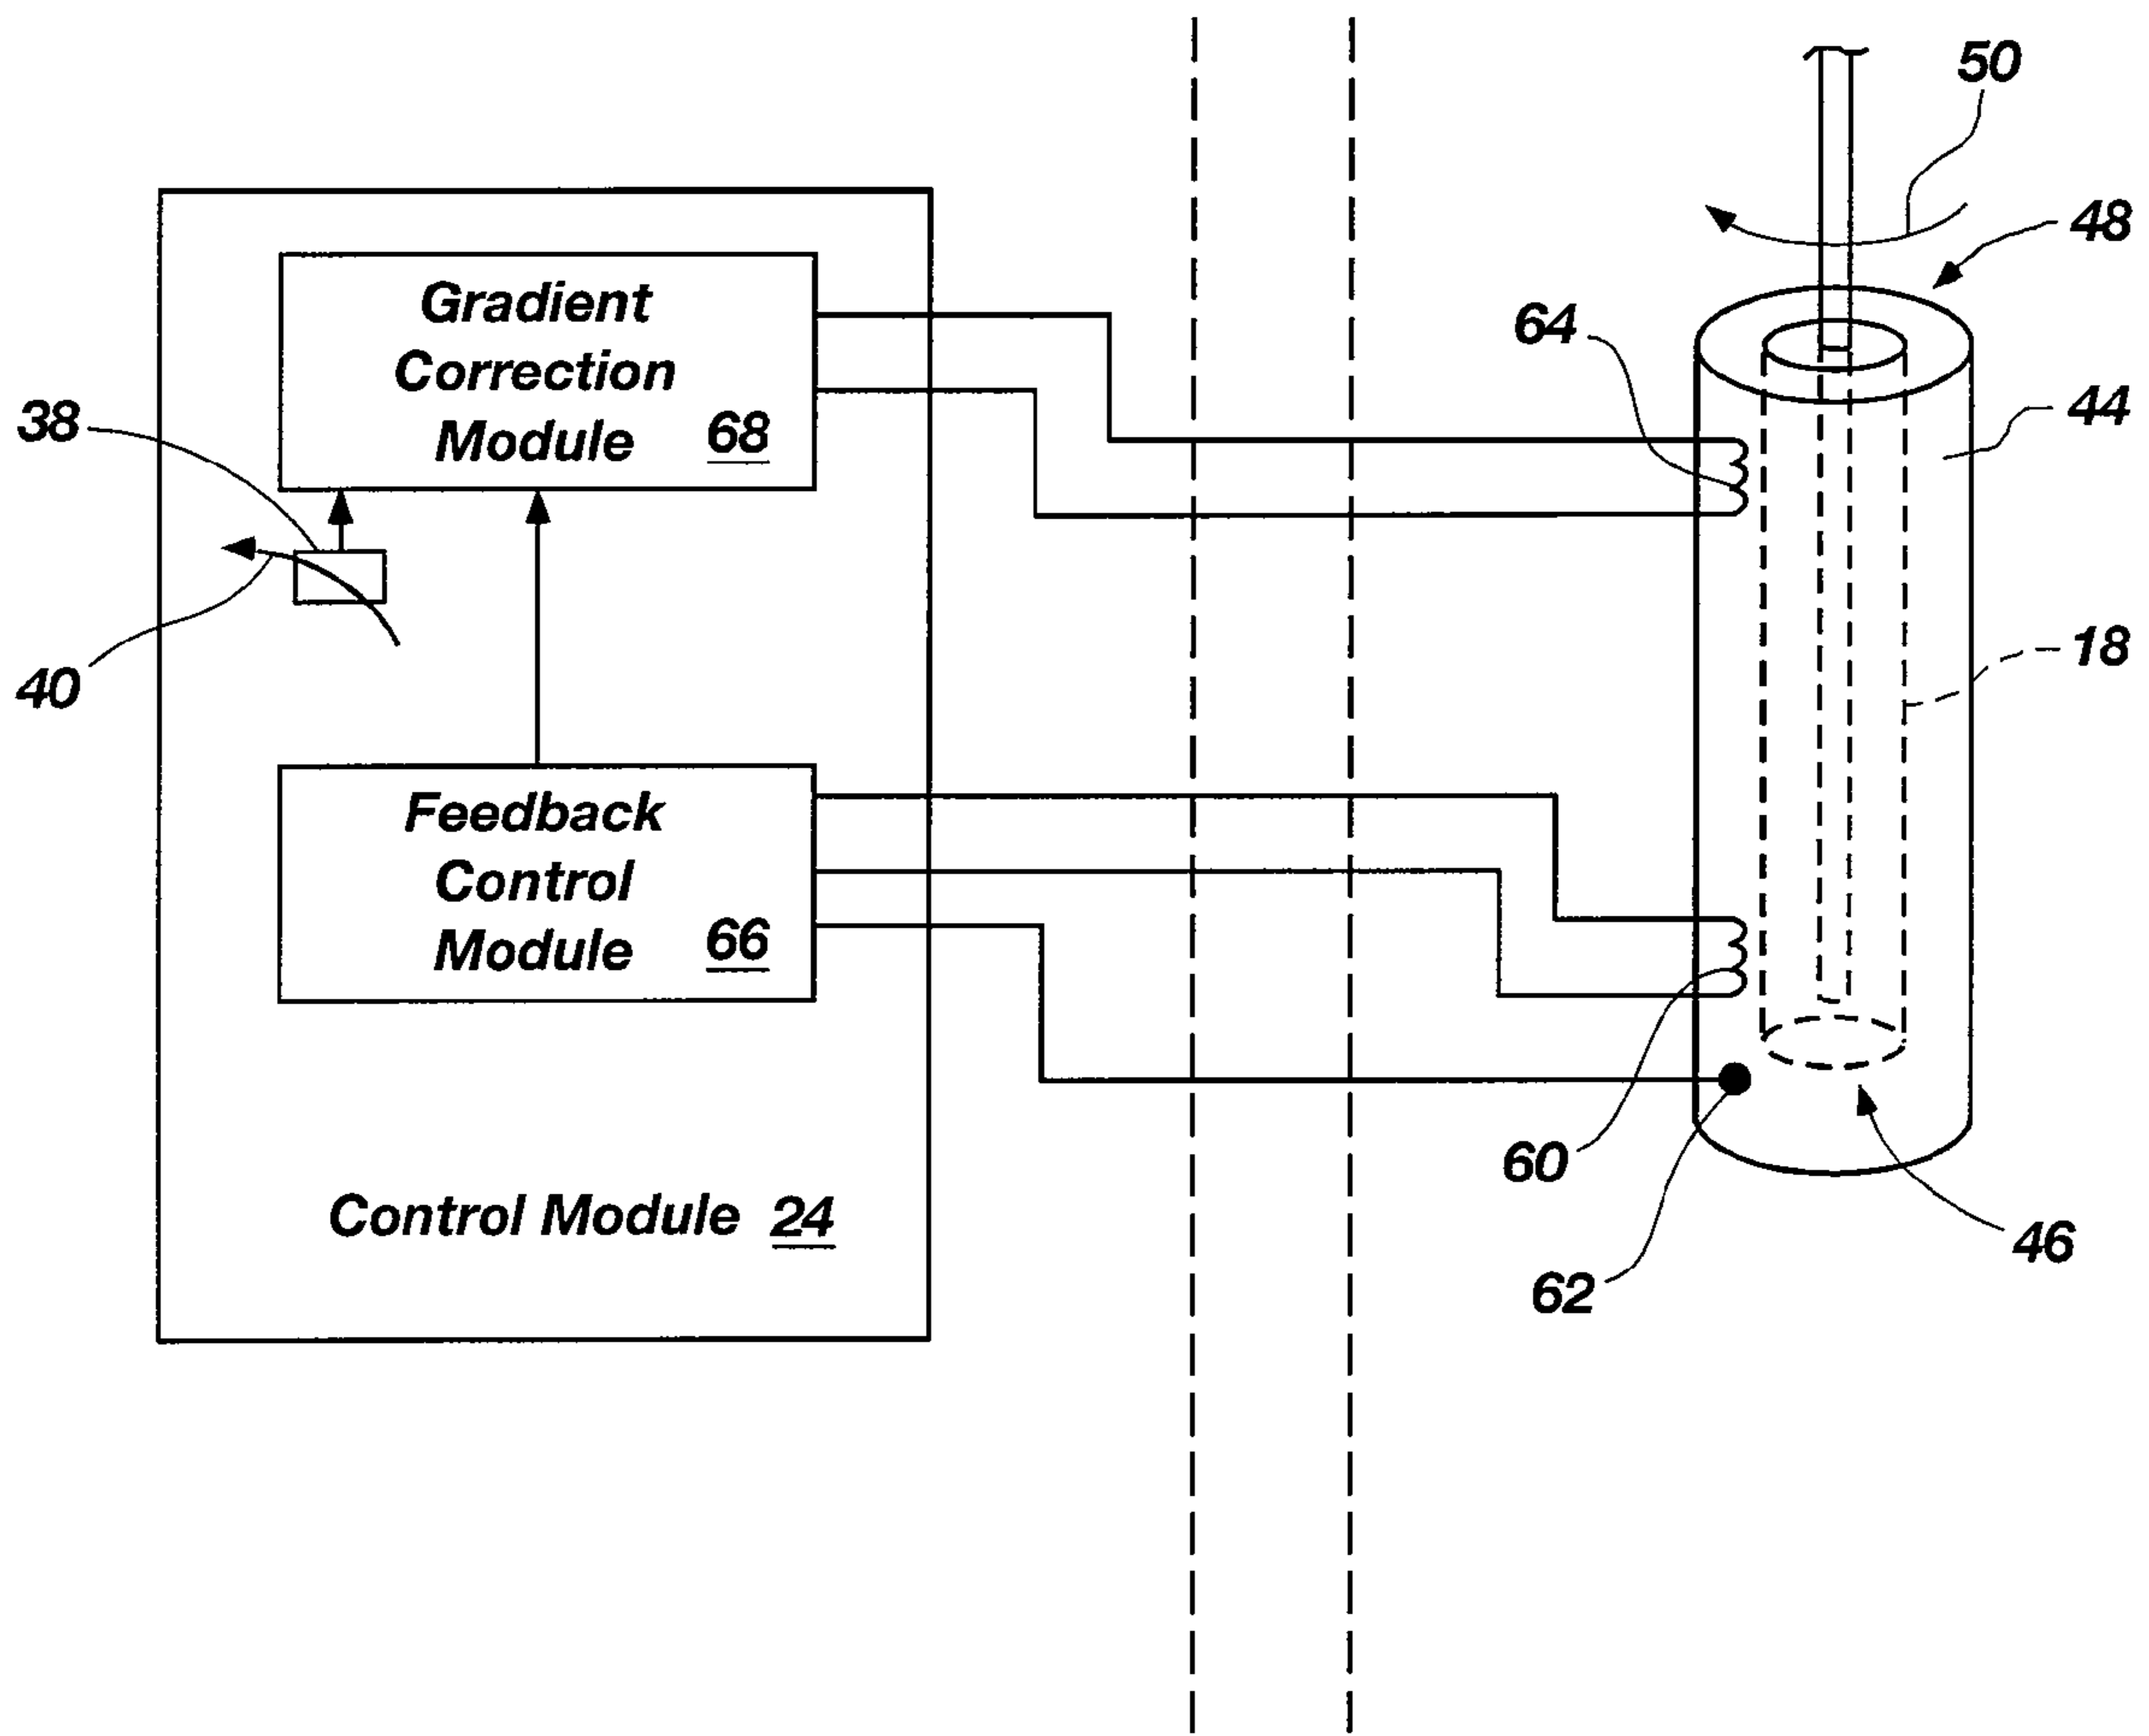 50
48
Gradient
Correction
Module 68
64
44
38
18
40
Feedback
Control
Module 66
60
Control Module 24
46
62